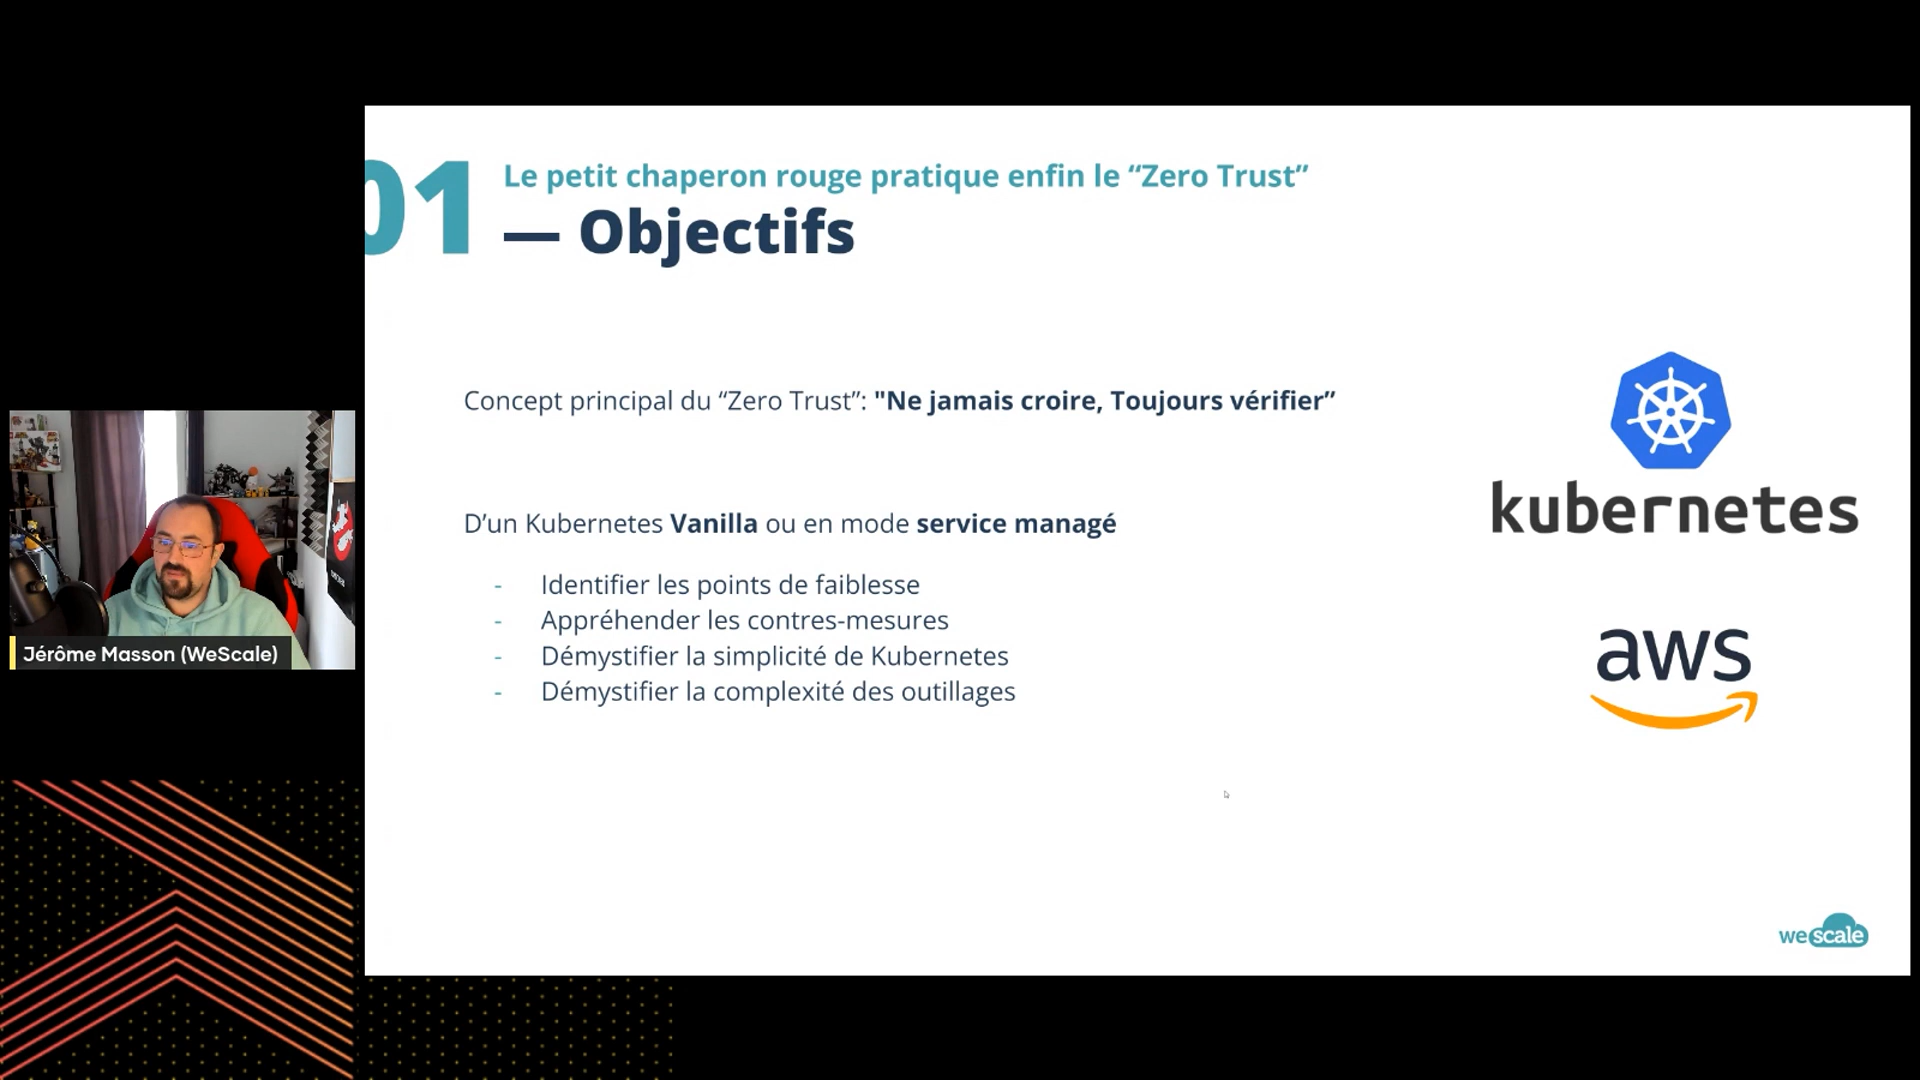 01
Le petit chaperon rouge pratique enfin le “Zero Trust”
— Objectifs
Concept principal du “Zero Trust”: "Ne jamais croire, Toujours vérifier”
D’un Kubernetes Vanilla ou en mode service managé
- Identifier les points de faiblesse
- Appréhender les contres-mesures
- Démystifier la simplicité de Kubernetes
- Démystifier la complexité des outillages
kubernetes
aws
wescale
Jérôme Masson (WeScale)